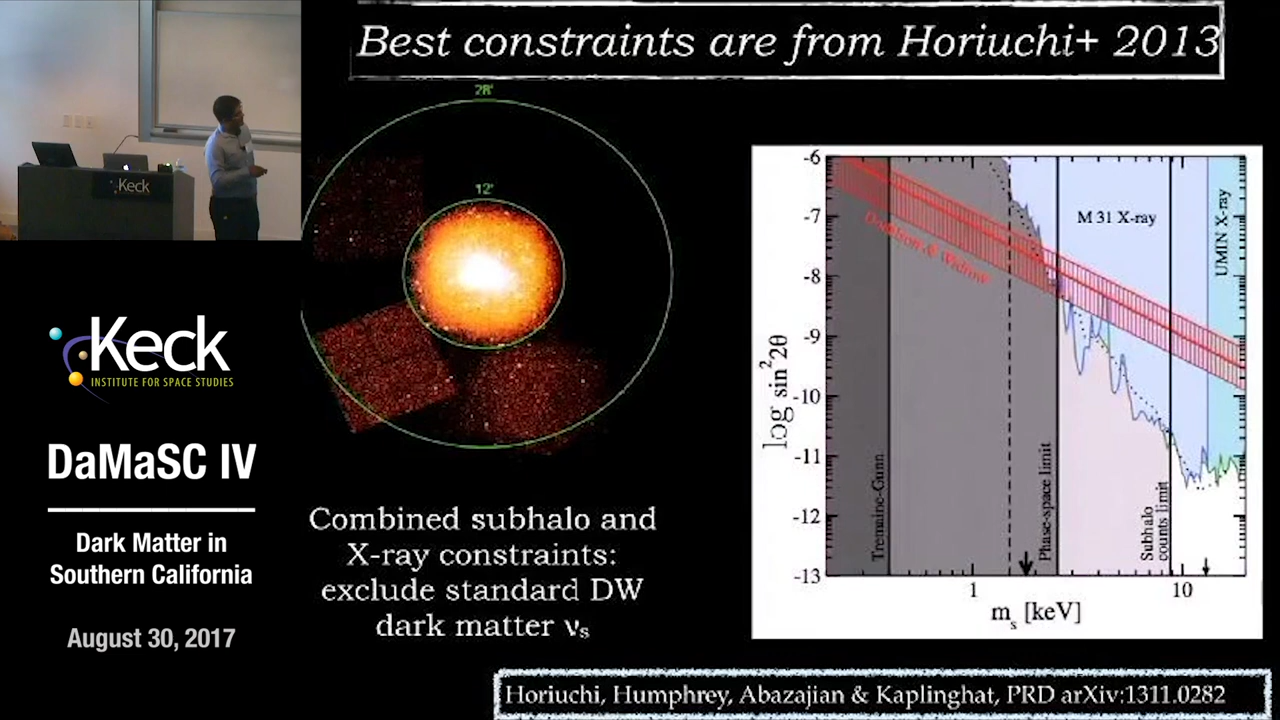 Best constraints are from Horiuchi+ 2013
28'
12'
Keck
Keck
INSTITUTE FOR SPACE STUDIES
DaMaSC IV
Dark Matter in
Southern California
August 30, 2017
Combined subhalo and
X-ray constraints:
exclude standard DW
dark matter νs
log sin²2θ
-6
-7
-8
-9
-10
-11
-12
-13
Dodelson & Widrow
M 31 X-ray
UMIN X-ray
Tremaine-Gunn
Phase-space limit
Subhalo
counts limit
1
10
ms [keV]
Horiuchi, Humphrey, Abazajian & Kaplinghat, PRD arXiv:1311.0282